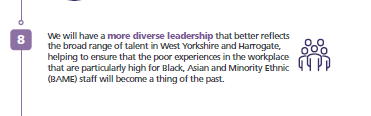 8
We will have a more diverse leadership that better reflects
the broad range of talent in West Yorkshire and Harrogate,
helping to ensure that the poor experiences in the workplace
that are particularly high for Black, Asian and Minority Ethnic
(BAME) staff will become a thing of the past.